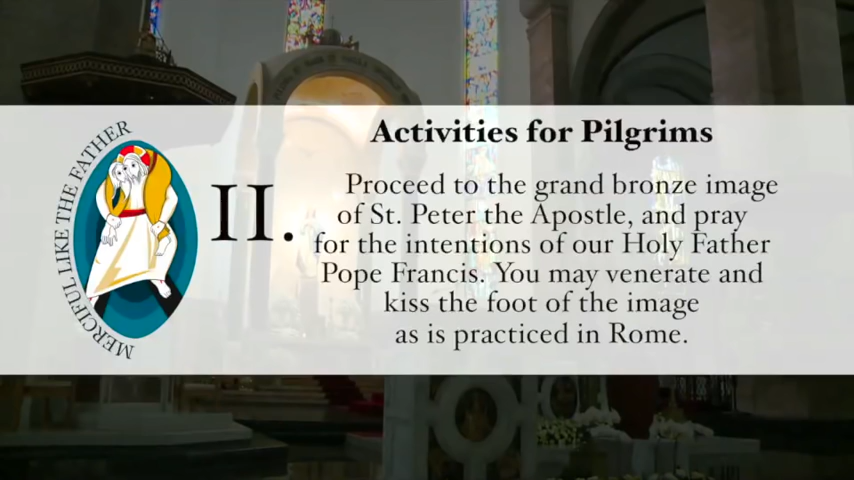 Activities for Pilgrims
MERCIFUL LIKE THE FATHER
II.
Proceed to the grand bronze image
of St. Peter the Apostle, and pray
for the intentions of our Holy Father
Pope Francis. You may venerate and
kiss the foot of the image
as is practiced in Rome.